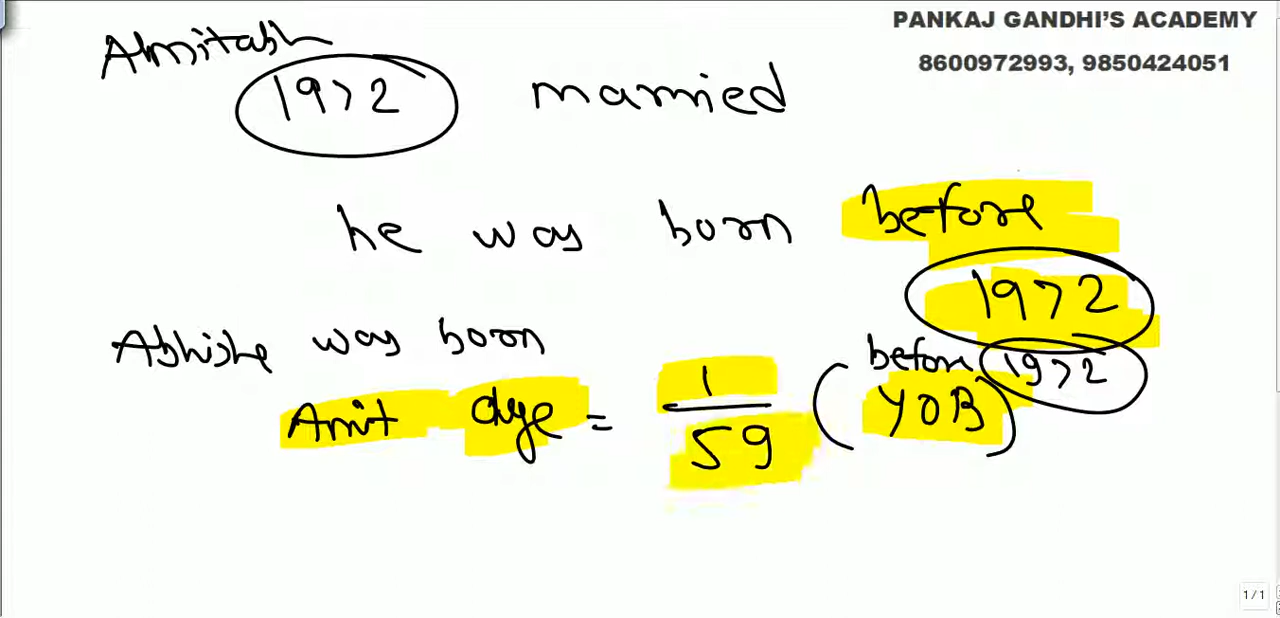 PANKAJ GANDHI'S ACADEMY
8600972993, 9850424051
Amitabh
1972 married
he was born before
1972
Abhishe was born
before 1972
Amit age = 1/59 (YOB)
1/1